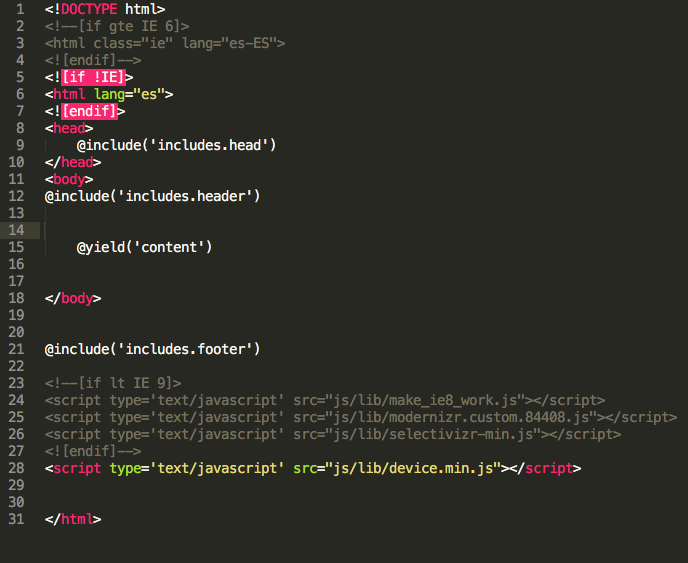 1 <!DOCTYPE html>
2 <!--[if gte IE 6]>
3 <html class="ie" lang="es-ES">
4 <![endif]-->
5 <![if !IE]>
6 <html lang="es">
7 <![endif]>
8 <head>
9     @include('includes.head')
10 </head>
11 <body>
12 @include('includes.header')
13
14
15     @yield('content')
16
17
18 </body>
19
20
21 @include('includes.footer')
22
23 <!--[if lt IE 9]>
24 <script type='text/javascript' src="js/lib/make_ie8_work.js"></script>
25 <script type='text/javascript' src="js/lib/modernizr.custom.84408.js"></script>
26 <script type='text/javascript' src="js/lib/selectivizr-min.js"></script>
27 <![endif]-->
28 <script type='text/javascript' src="js/lib/device.min.js"></script>
29
30
31 </html>